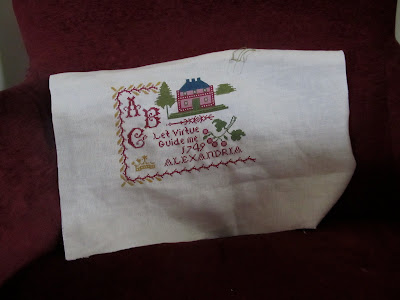 A
B
C
Let Virtue
Guide me
1749
ALEXANDRIA